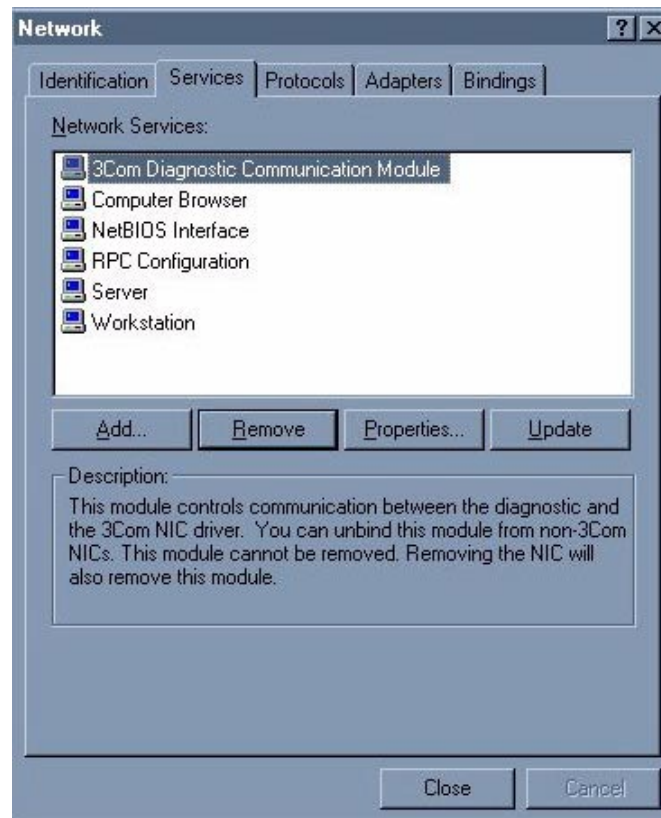 Network
Identification Services Protocols Adapters Bindings
Network Services:
3Com Diagnostic Communication Module
Computer Browser
NetBIOS Interface
RPC Configuration
Server
Workstation
Add... Remove Properties... Update
Description:
This module controls communication between the diagnostic and
the 3Com NIC driver.  You can unbind this module from non-3Com
NICs. This module cannot be removed. Removing the NIC will
also remove this module.
Close Cancel